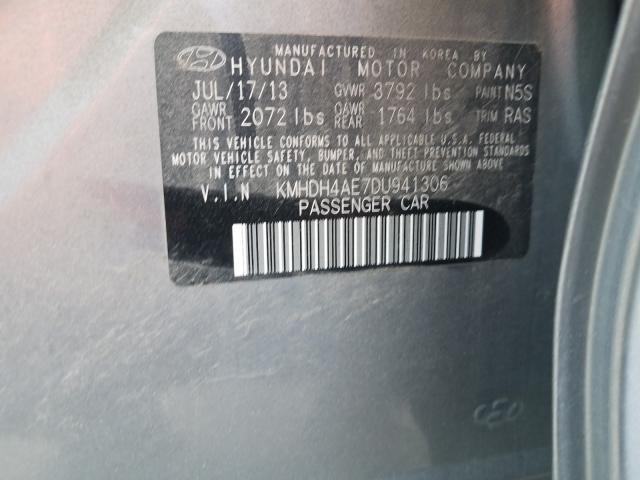 MANUFACTURED IN KOREA BY
HYUNDAI MOTOR COMPANY
JUL/17/13 GVWR 3792 lbs PAINT N5S
GAWR FRONT 2072 lbs GAWR REAR 1764 lbs TRIM RAS
THIS VEHICLE CONFORMS TO ALL APPLICABLE U.S.A. FEDERAL
MOTOR VEHICLE SAFETY, BUMPER, AND THEFT PREVENTION STANDARDS
IN EFFECT ON THE DATE OF MANUFACTURE SHOWN ABOVE.
V.I.N KMHDH4AE7DU941306
PASSENGER CAR